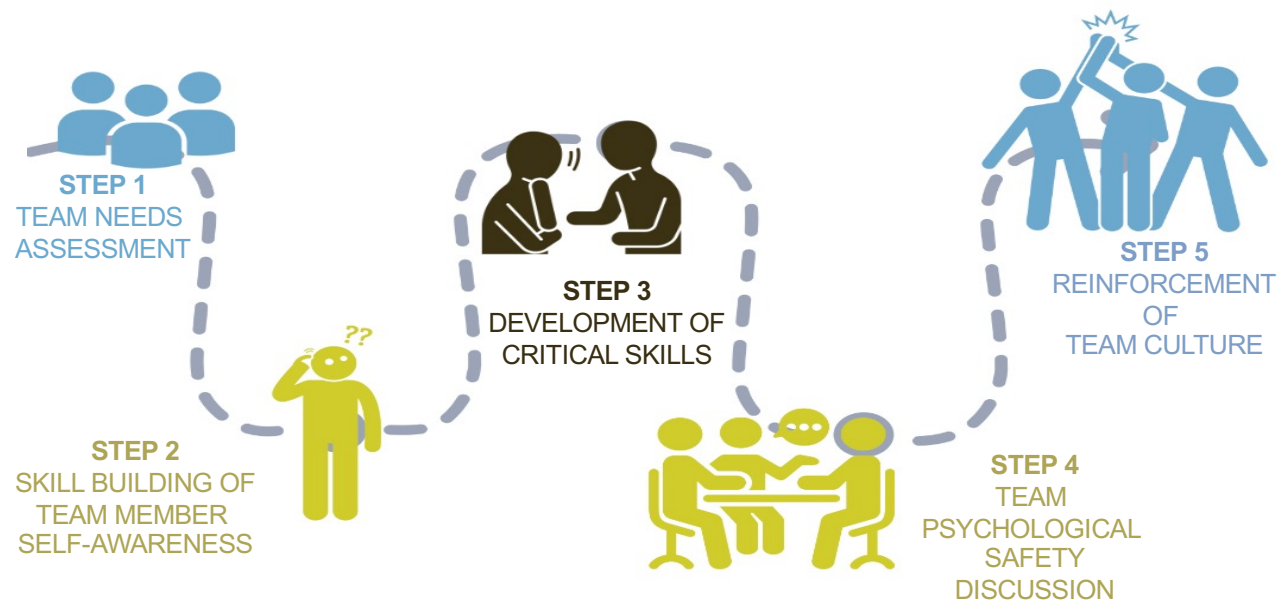 STEP 1
TEAM NEEDS
ASSESSMENT
??
STEP 2
SKILL BUILDING OF
TEAM MEMBER
SELF-AWARENESS
STEP 3
DEVELOPMENT OF
CRITICAL SKILLS
STEP 4
TEAM
PSYCHOLOGICAL
SAFETY
DISCUSSION
STEP 5
REINFORCEMENT
OF
TEAM CULTURE